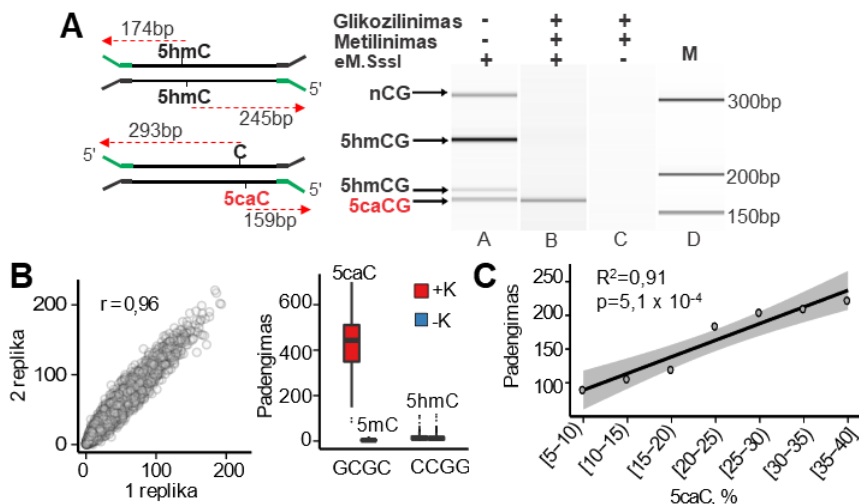 A
Glikozilinimas - + +
Metilinimas - + +
eM.SssI + + -
M
174bp
5hmC
5hmC
5'
245bp
293bp
5'
C
5caC
5'
159bp
nCG
5hmCG
5hmCG
5caCG
300bp
200bp
150bp
A B C D
B
r=0,96
2 replika
200
100
0
0 100 200
1 replika
Padengimas
600
400
200
0
5caC
+K
-K
5mC
5hmC
GCGC CCGG
C
R²=0,91
p=5,1 x 10⁻⁴
Padengimas
250
200
150
100
[5–10)
[10–15)
[15–20)
[20–25)
[25–30)
[30–35)
[35–40]
5caC, %